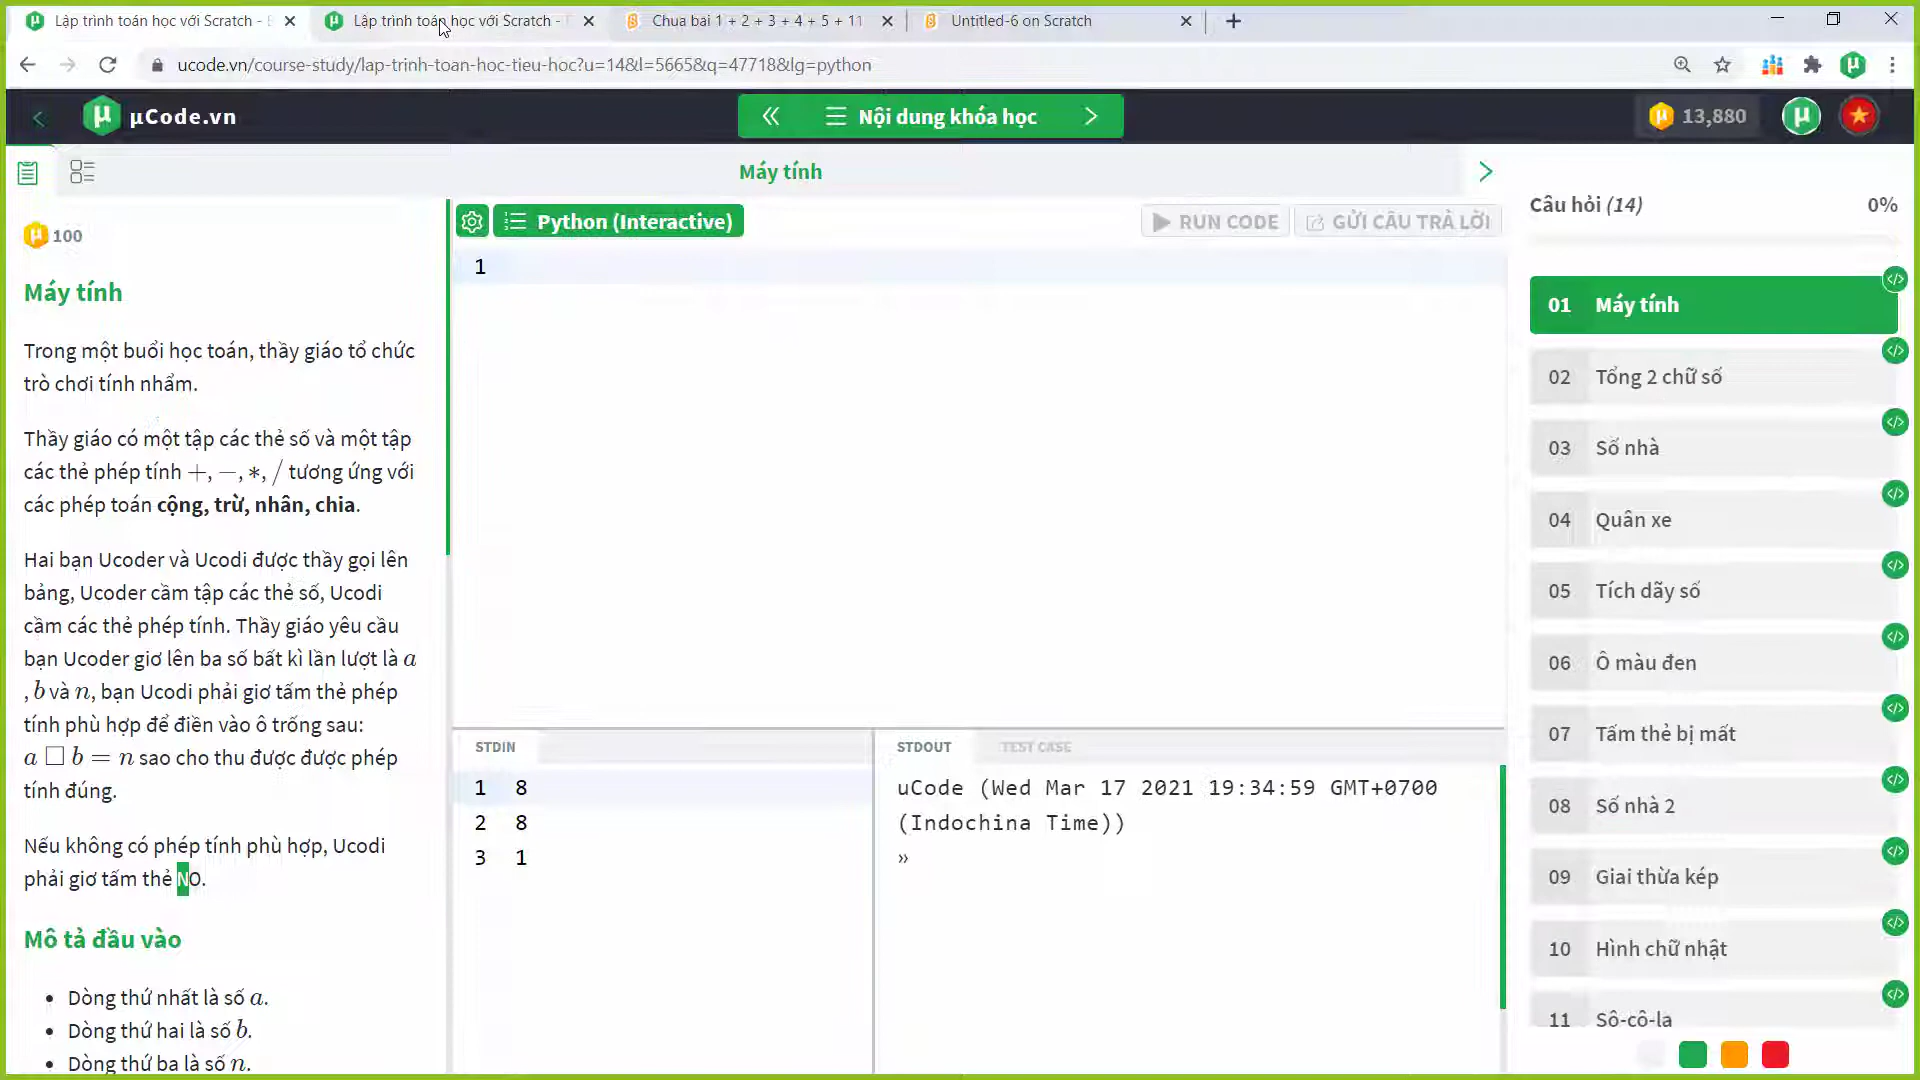 Lập trình toán học với Scratch -
Lập trình toán học với Scratch -
Chua bai 1 + 2 + 3 + 4 + 5 + 11
Untitled-6 on Scratch
ucode.vn/course-study/lap-trinh-toan-hoc-tieu-hoc?u=14&l=5665&q=47718&lg=python
µCode.vn
Nội dung khóa học
13,880
Máy tính
Câu hỏi (14) 0%
100
Python (Interactive)
RUN CODE
GỬI CÂU TRẢ LỜI
1
Máy tính
Trong một buổi học toán, thầy giáo tổ chức
trò chơi tính nhẩm.
Thầy giáo có một tập các thẻ số và một tập
các thẻ phép tính +, −, ∗, / tương ứng với
các phép toán cộng, trừ, nhân, chia.
Hai bạn Ucoder và Ucodi được thầy gọi lên
bảng, Ucoder cầm tập các thẻ số, Ucodi
cầm các thẻ phép tính. Thầy giáo yêu cầu
bạn Ucoder giơ lên ba số bất kì lần lượt là a
, b và n, bạn Ucodi phải giơ tấm thẻ phép
tính phù hợp để điền vào ô trống sau:
a □ b = n sao cho thu được được phép
tính đúng.
Nếu không có phép tính phù hợp, Ucodi
phải giơ tấm thẻ NO.
Mô tả đầu vào
Dòng thứ nhất là số a.
Dòng thứ hai là số b.
Dòng thứ ba là số n.
STDIN
1 8
2 8
3 1
STDOUT
TEST CASE
uCode (Wed Mar 17 2021 19:34:59 GMT+0700
(Indochina Time))
»
01 Máy tính
02 Tổng 2 chữ số
03 Số nhà
04 Quân xe
05 Tích dãy số
06 Ô màu đen
07 Tấm thẻ bị mất
08 Số nhà 2
09 Giai thừa kép
10 Hình chữ nhật
11 Sô-cô-la